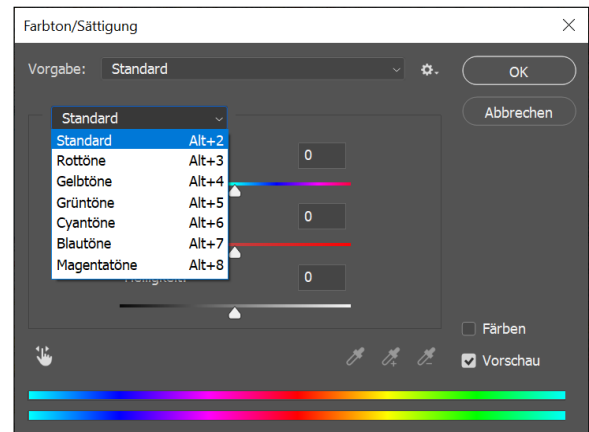 Farbton/Sättigung
Vorgabe: Standard
OK
Abbrechen
Standard
Standard Alt+2
Rottöne Alt+3
Gelbtöne Alt+4
Grüntöne Alt+5
Cyantöne Alt+6
Blautöne Alt+7
Magentatöne Alt+8
0
0
0
Färben
Vorschau